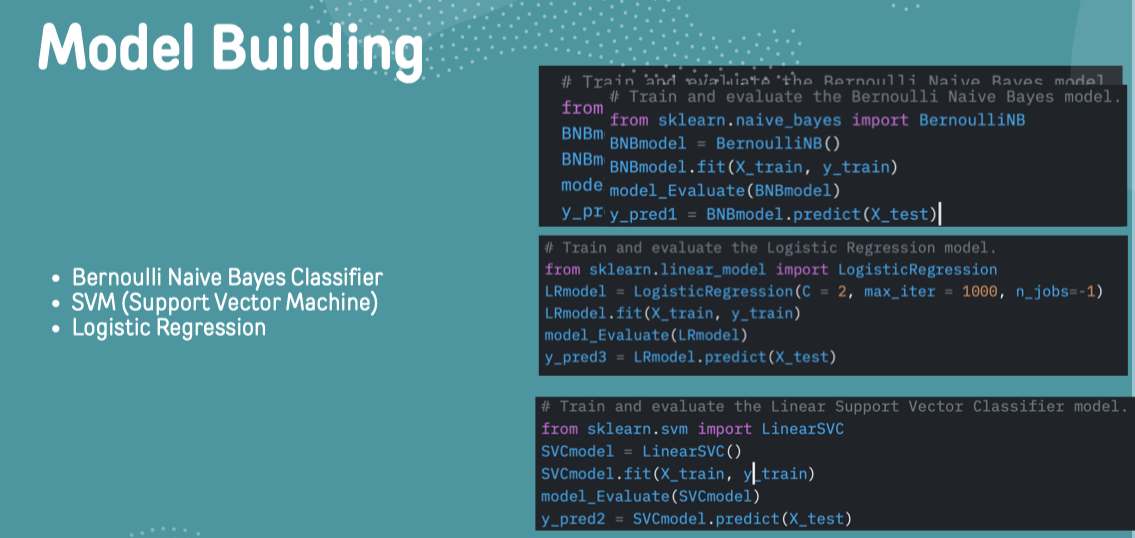 Model Building
• Bernoulli Naive Bayes Classifier
• SVM (Support Vector Machine)
• Logistic Regression
# Train and evaluate the Bernoulli Naive Bayes model
from
BNBm
BNBm
mode
y_pr
# Train and evaluate the Bernoulli Naive Bayes model.
from sklearn.naive_bayes import BernoulliNB
BNBmodel = BernoulliNB()
BNBmodel.fit(X_train, y_train)
model_Evaluate(BNBmodel)
y_pred1 = BNBmodel.predict(X_test)
# Train and evaluate the Logistic Regression model.
from sklearn.linear_model import LogisticRegression
LRmodel = LogisticRegression(C = 2, max_iter = 1000, n_jobs=-1)
LRmodel.fit(X_train, y_train)
model_Evaluate(LRmodel)
y_pred3 = LRmodel.predict(X_test)
# Train and evaluate the Linear Support Vector Classifier model.
from sklearn.svm import LinearSVC
SVCmodel = LinearSVC()
SVCmodel.fit(X_train, y_train)
model_Evaluate(SVCmodel)
y_pred2 = SVCmodel.predict(X_test)